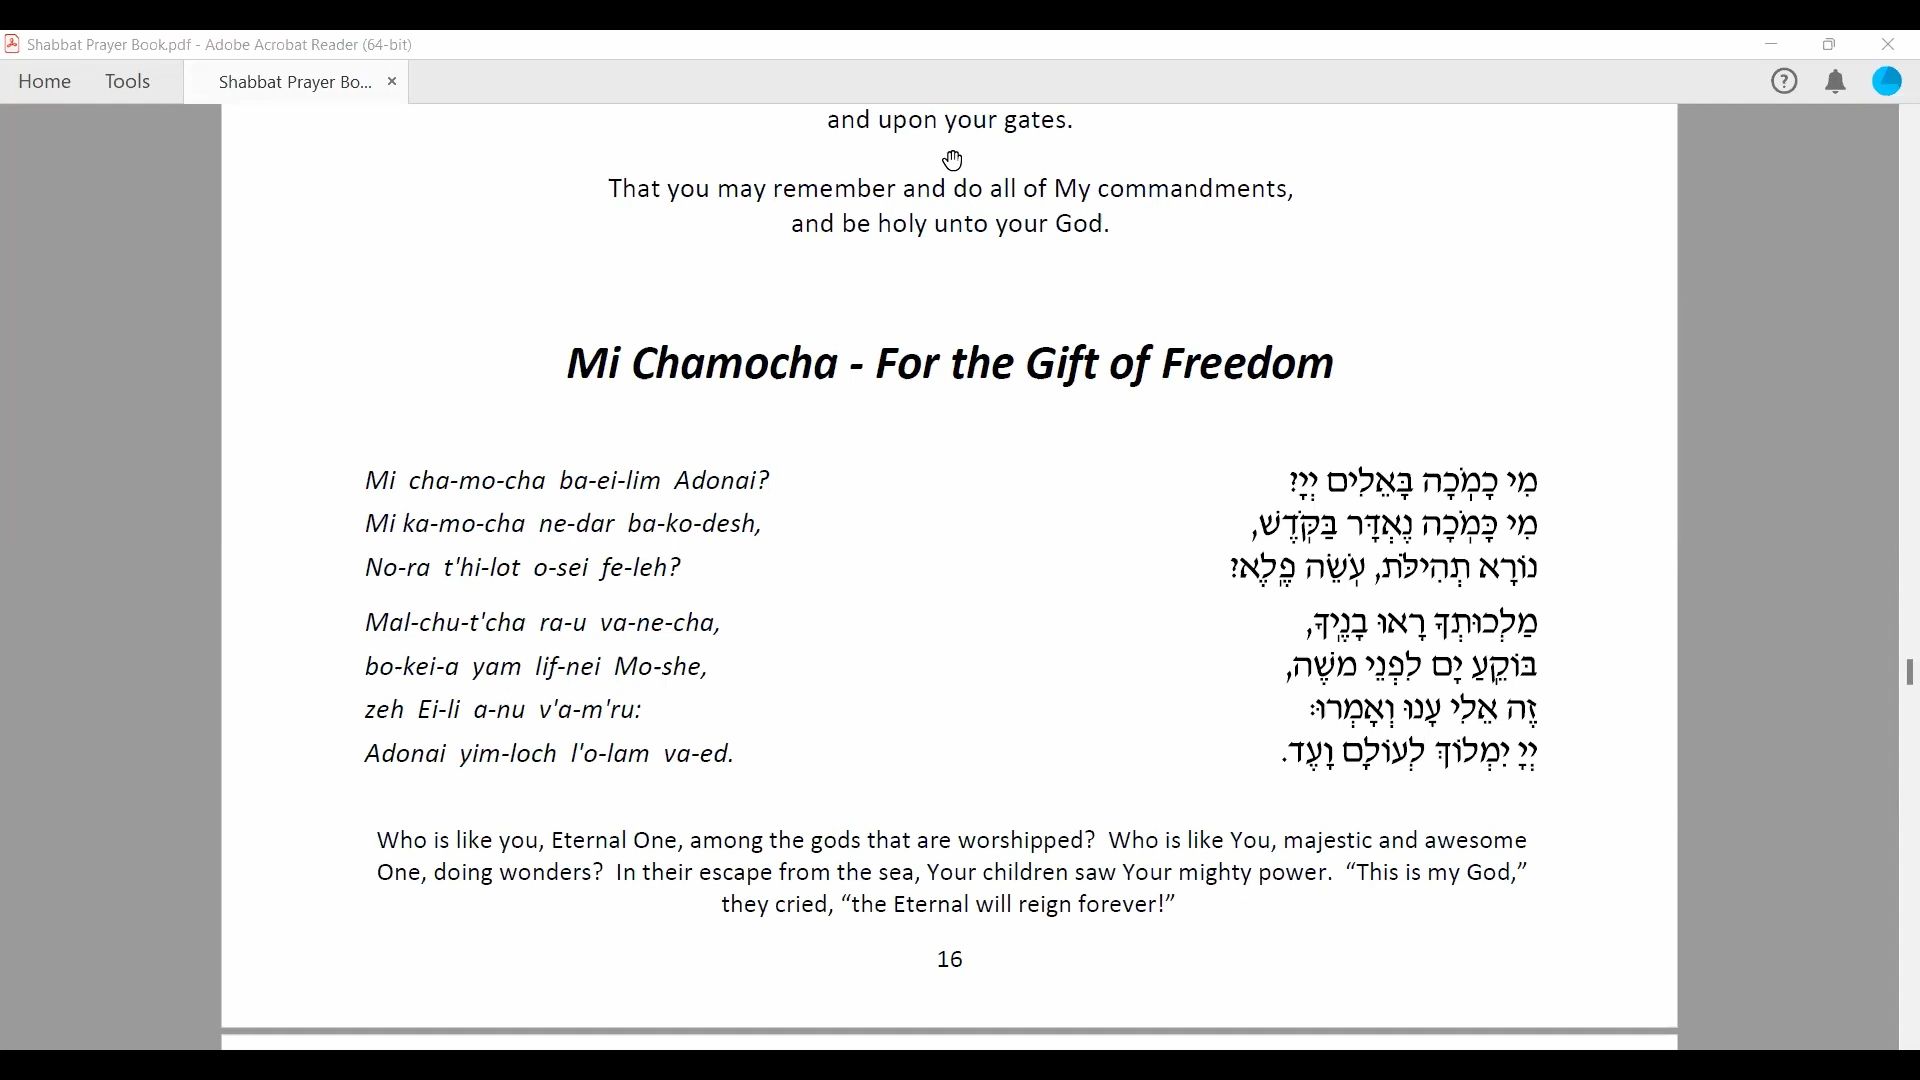 Shabbat Prayer Book.pdf - Adobe Acrobat Reader (64-bit)
Home Tools Shabbat Prayer Bo... ×
and upon your gates.
That you may remember and do all of My commandments,
and be holy unto your God.
Mi Chamocha - For the Gift of Freedom
Mi cha-mo-cha ba-ei-lim Adonai?
Mi ka-mo-cha ne-dar ba-ko-desh,
No-ra t'hi-lot o-sei fe-leh?
Mal-chu-t'cha ra-u va-ne-cha,
bo-kei-a yam lif-nei Mo-she,
zeh Ei-li a-nu v'a-m'ru:
Adonai yim-loch l'o-lam va-ed.
מִי כָמֹֽכָה בָּאֵלִים יְיָ?
מִי כָּמֹֽכָה נֶאְדָּר בַּקֹּֽדֶשׁ,
נוֹרָא תְהִילֹּת, עֹֽשֵׂה פֶֽלֶא?
מַלְכוּתְךָ רָאוּ בָנֶֽיךָ,
בּוֹקֵֽעַ יָם לִפְנֵי משֶׁה,
זֶה אֵלִי עָנוּ וְאָמְרוּ:
יְיָ יִמְלוֹךְ לְעוֹלָם וָעֶד.
Who is like you, Eternal One, among the gods that are worshipped? Who is like You, majestic and awesome
One, doing wonders? In their escape from the sea, Your children saw Your mighty power. “This is my God,”
they cried, “the Eternal will reign forever!”
16